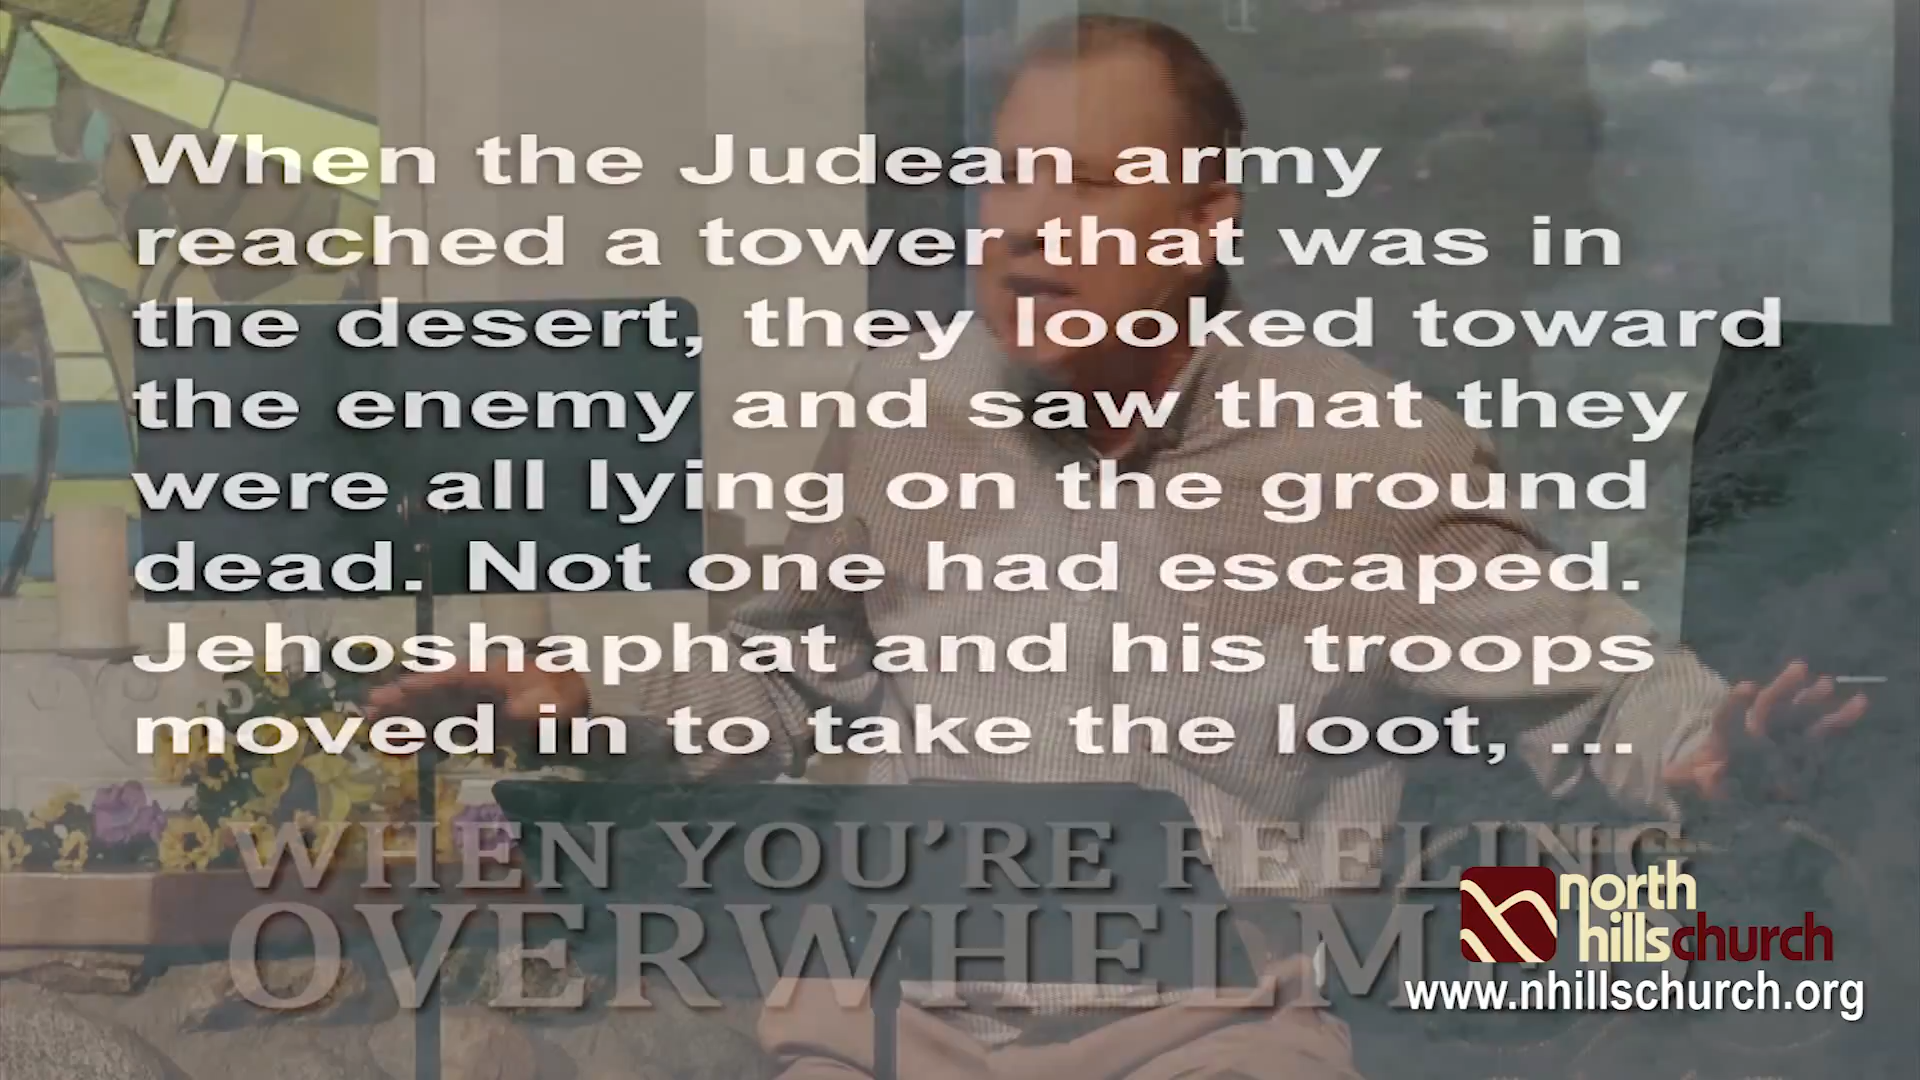 When the Judean army
reached a tower that was in
the desert, they looked toward
the enemy and saw that they
were all lying on the ground
dead. Not one had escaped.
Jehoshaphat and his troops
moved in to take the loot, ...
WHEN YOU'RE FEELING
OVERWHELMED
north
hillschurch
www.nhillschurch.org